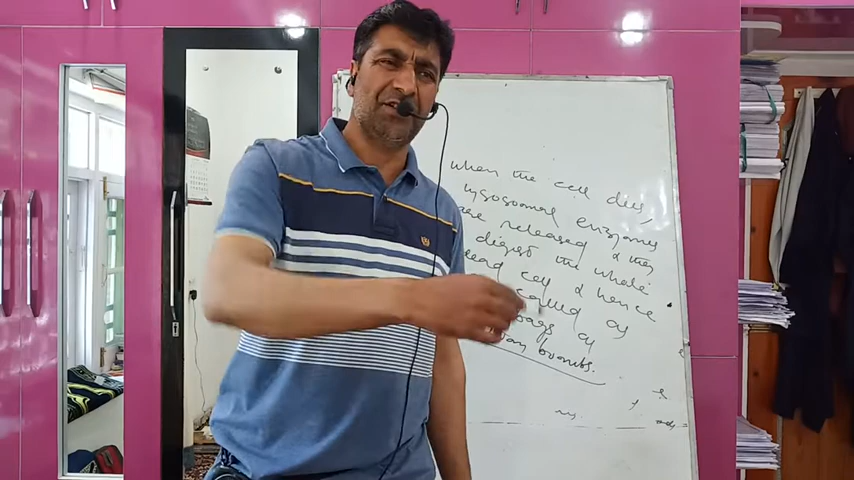 when the cell dies,
lysosomal enzymes
are released & they
digest the whole
dead cell & hence
called as
bags or
bombs.